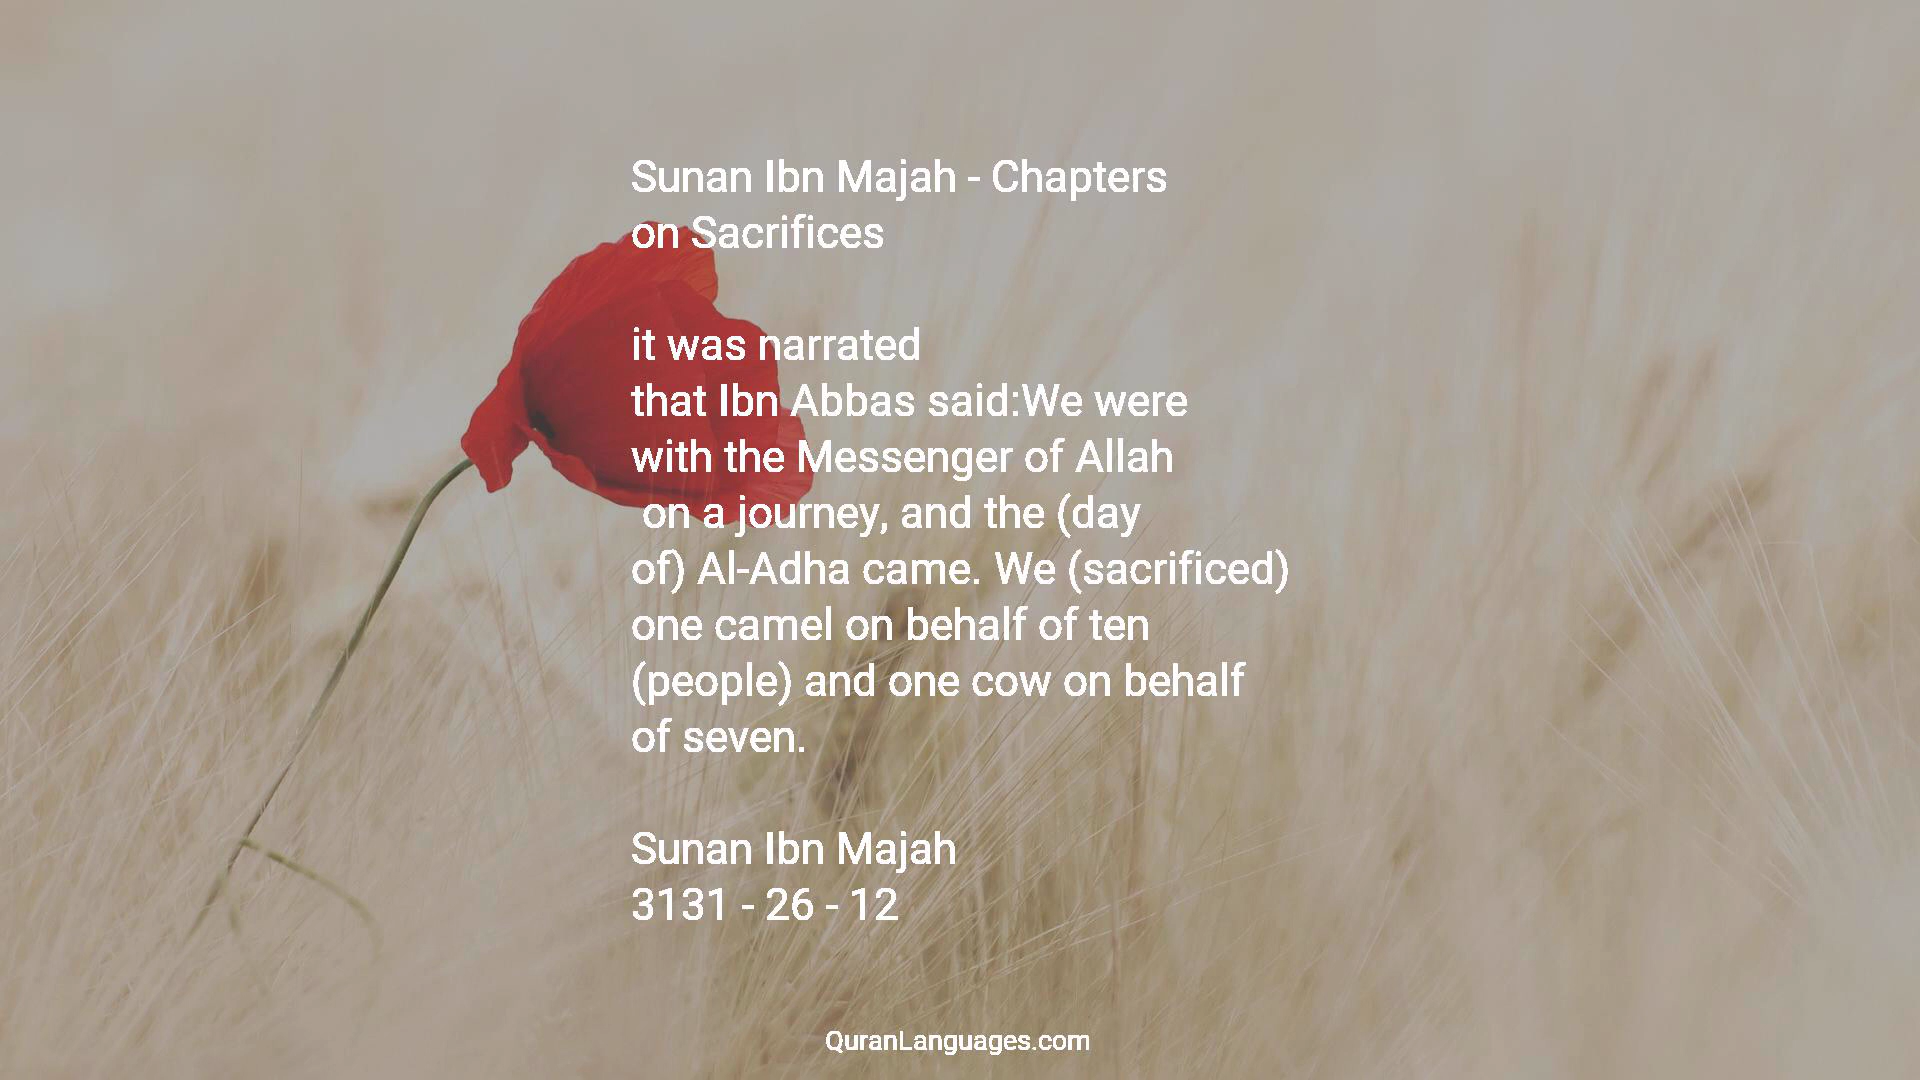 Sunan Ibn Majah - Chapters
on Sacrifices
it was narrated
that Ibn Abbas said:We were
with the Messenger of Allah
on a journey, and the (day
of) Al-Adha came. We (sacrificed)
one camel on behalf of ten
(people) and one cow on behalf
of seven.
Sunan Ibn Majah
3131 - 26 - 12
QuranLanguages.com